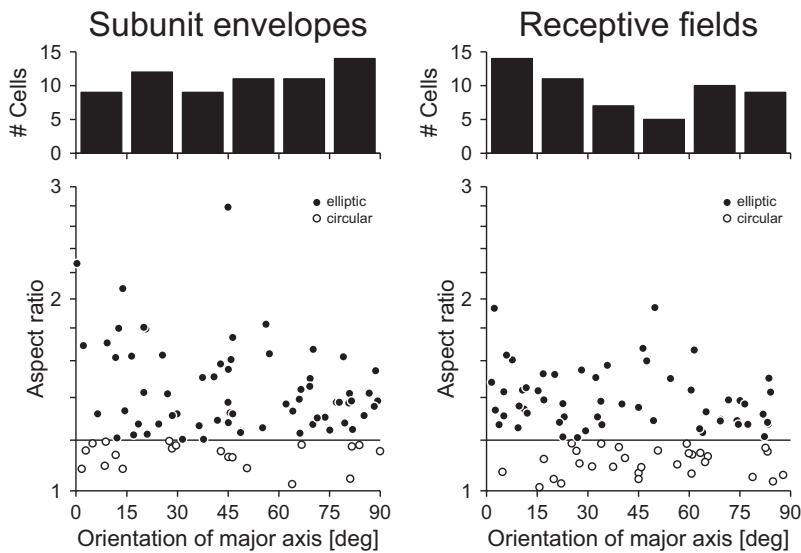 Subunit envelopes
# Cells
15
10
5
0
3
2
1
Aspect ratio
elliptic
circular
0 15 30 45 60 75 90
Orientation of major axis [deg]
Receptive fields
# Cells
15
10
5
0
3
2
1
Aspect ratio
elliptic
circular
0 15 30 45 60 75 90
Orientation of major axis [deg]